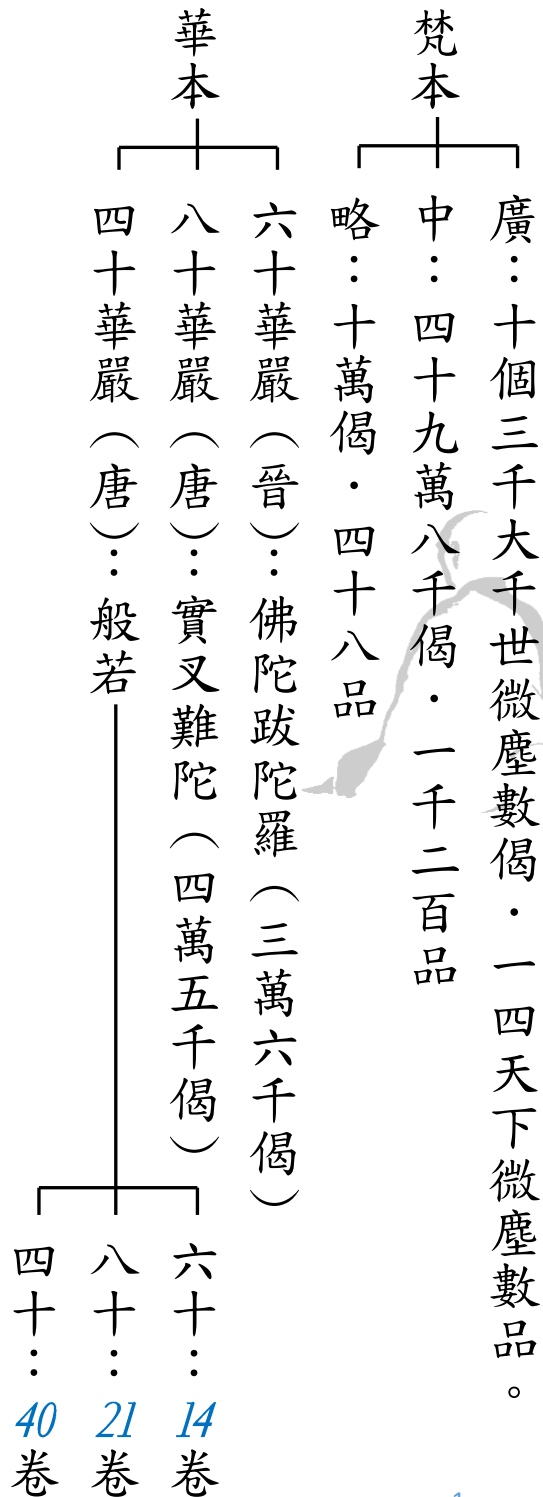 梵本
廣：十個三千大千世微塵數偈．一四天下微塵數品。
中：四十九萬八千偈．一千二百品
略：十萬偈．四十八品
華本
六十華嚴（晉）：佛陀跋陀羅（三萬六千偈）
八十華嚴（唐）：實叉難陀（四萬五千偈）
四十華嚴（唐）：般若
六十：14卷
八十：21卷
四十：40卷